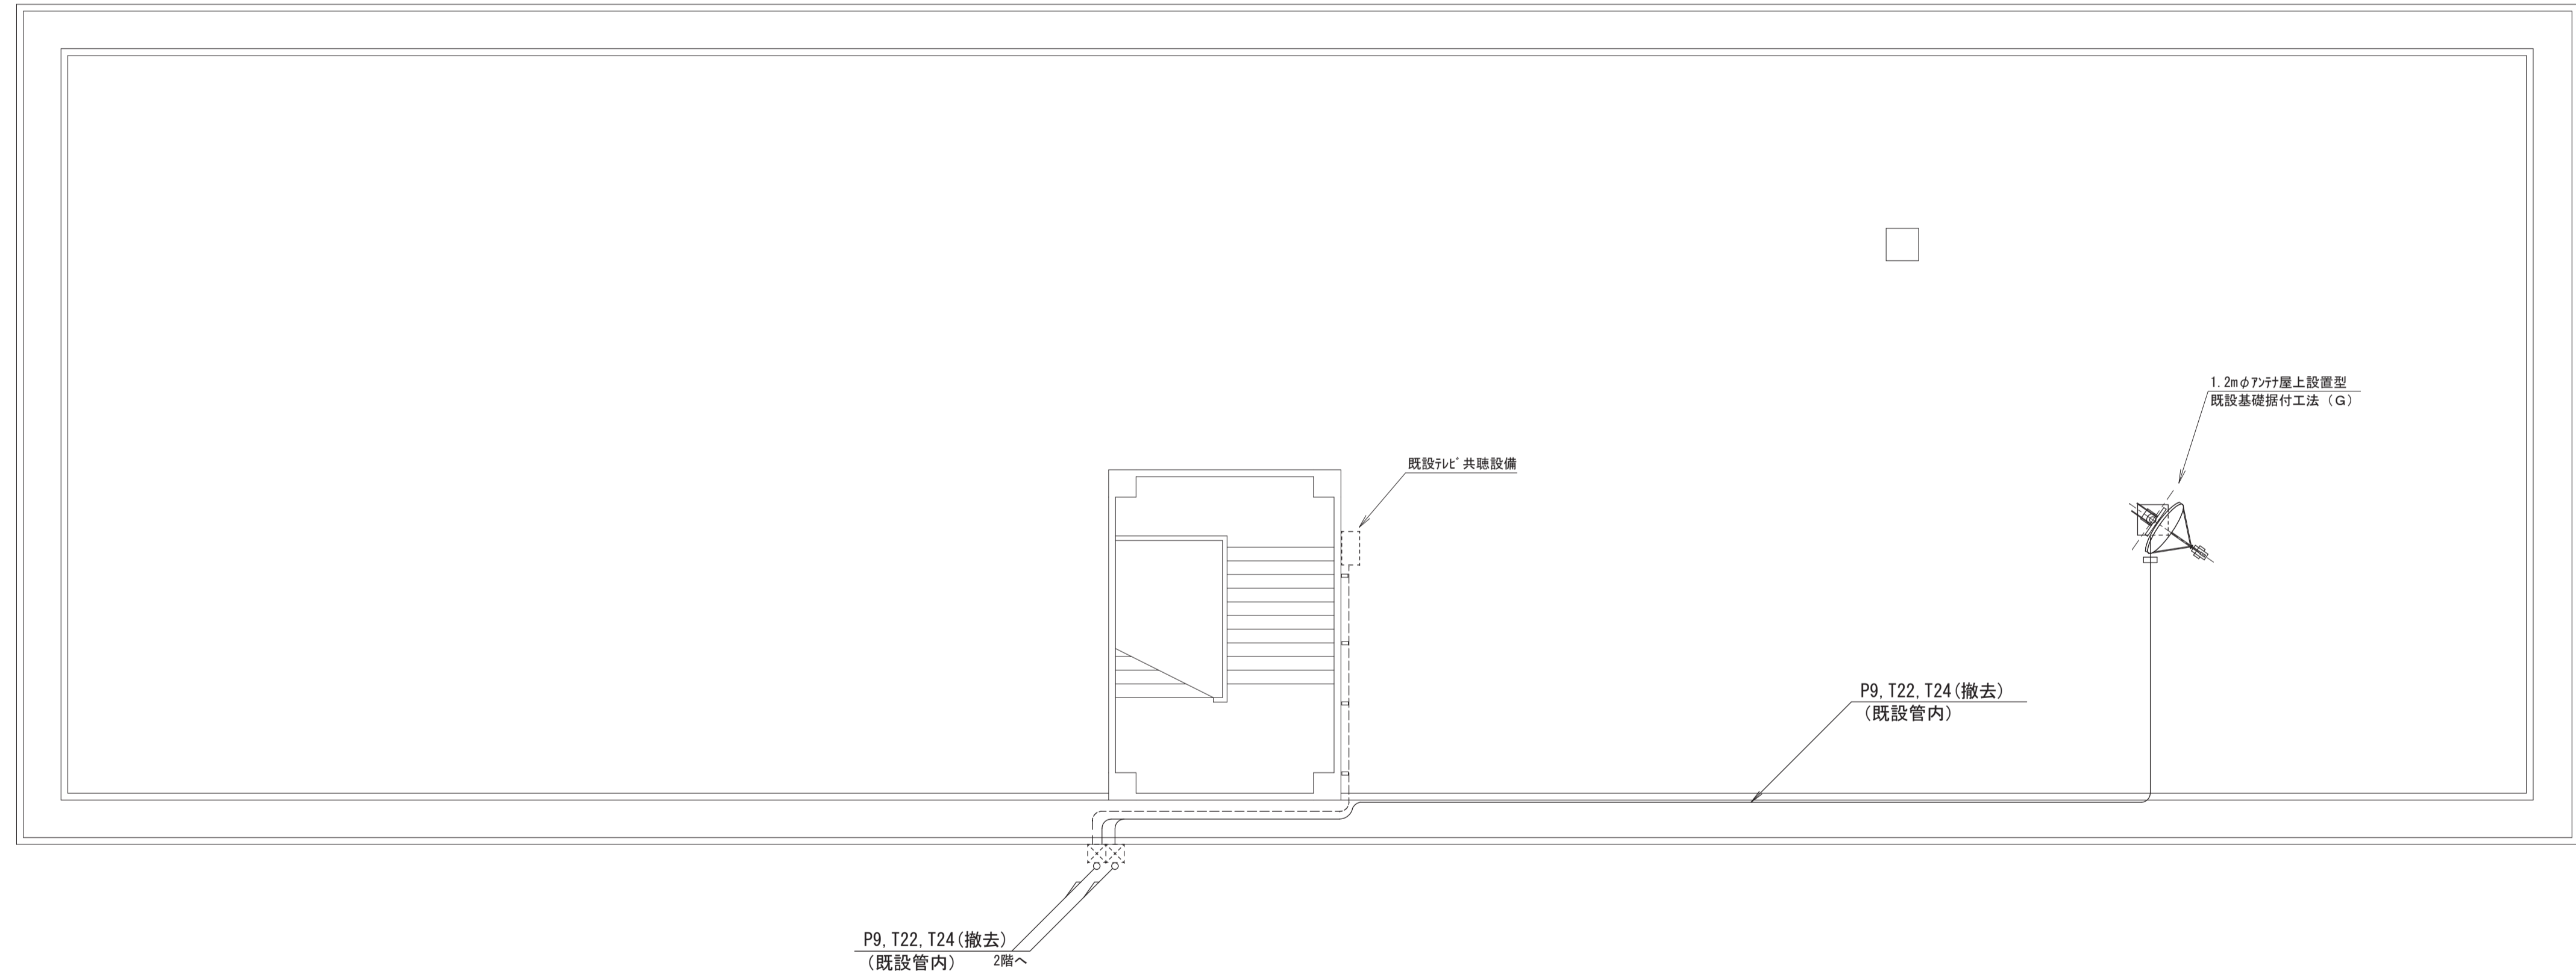 1.2mφｱﾝﾃﾅ屋上設置型
既設基礎据付工法（G）
既設ﾃﾚﾋﾞ共聴設備
P9,T22,T24(撤去)
(既設管内)
P9,T22,T24(撤去)
(既設管内) 2階へ